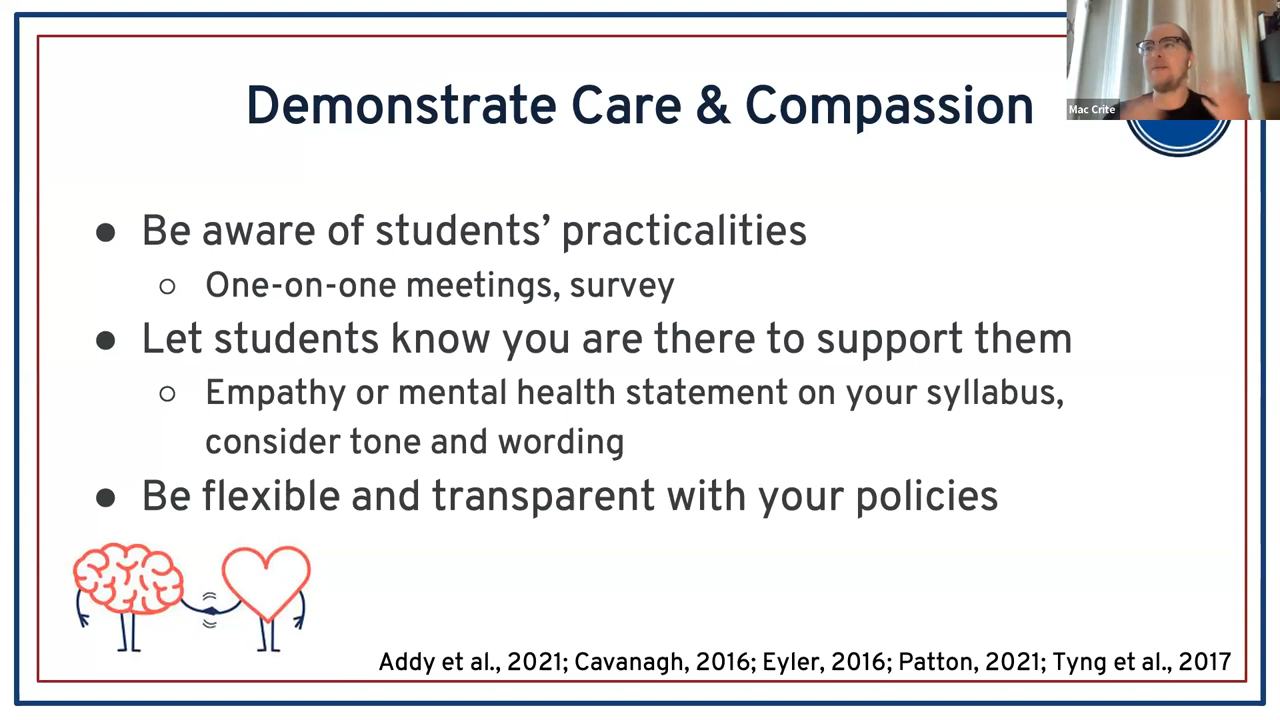 Demonstrate Care & Compassion
Mac Crite
● Be aware of students’ practicalities
○ One-on-one meetings, survey
● Let students know you are there to support them
○ Empathy or mental health statement on your syllabus,
consider tone and wording
● Be flexible and transparent with your policies
Addy et al., 2021; Cavanagh, 2016; Eyler, 2016; Patton, 2021; Tyng et al., 2017